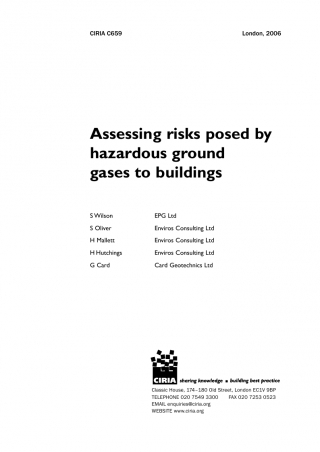 CIRIA C659 London, 2006
Assessing risks posed by
hazardous ground
gases to buildings
S Wilson EPG Ltd
S Oliver Enviros Consulting Ltd
H Mallett Enviros Consulting Ltd
H Hutchings Enviros Consulting Ltd
G Card Card Geotechnics Ltd
CIRIA sharing knowledge ■ building best practice
Classic House, 174–180 Old Street, London EC1V 9BP
TELEPHONE 020 7549 3300 FAX 020 7253 0523
EMAIL enquiries@ciria.org
WEBSITE www.ciria.org